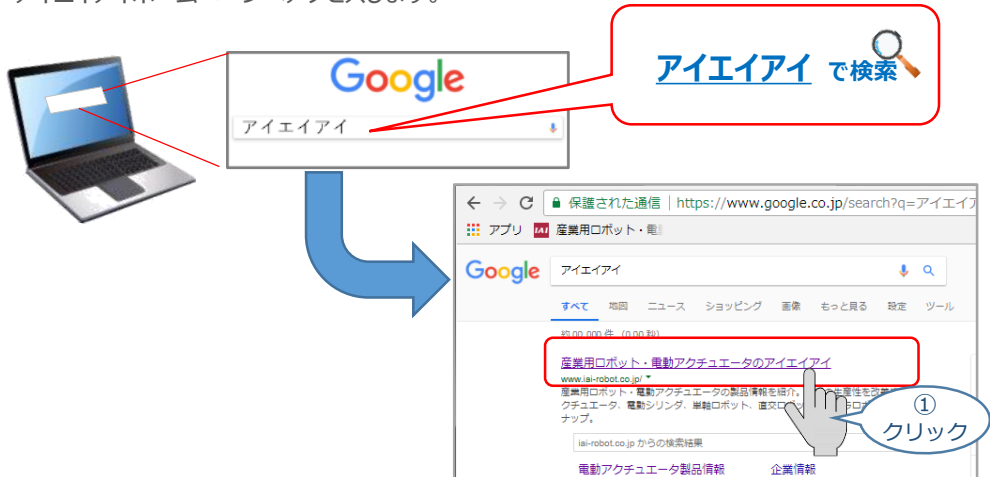 Google
アイエイアイ
アイエイアイ で検索
保護された通信 | https://www.google.co.jp/search?q=アイエイア
アプリ IAI 産業用ロボット・電
Google アイエイアイ
すべて 地図 ニュース ショッピング 画像 もっと見る 設定 ツール
約 00,000 件 (0.00 秒)
産業用ロボット・電動アクチュエータのアイエイアイ
www.iai-robot.co.jp/
産業用ロボット・電動アクチュエータの製品情報を紹介。
クチュエータ、電動シリンダ、単軸ロボット、直交ロ
ナップ。
iai-robot.co.jp からの検索結果
電動アクチュエータ製品情報 企業情報
①
クリック